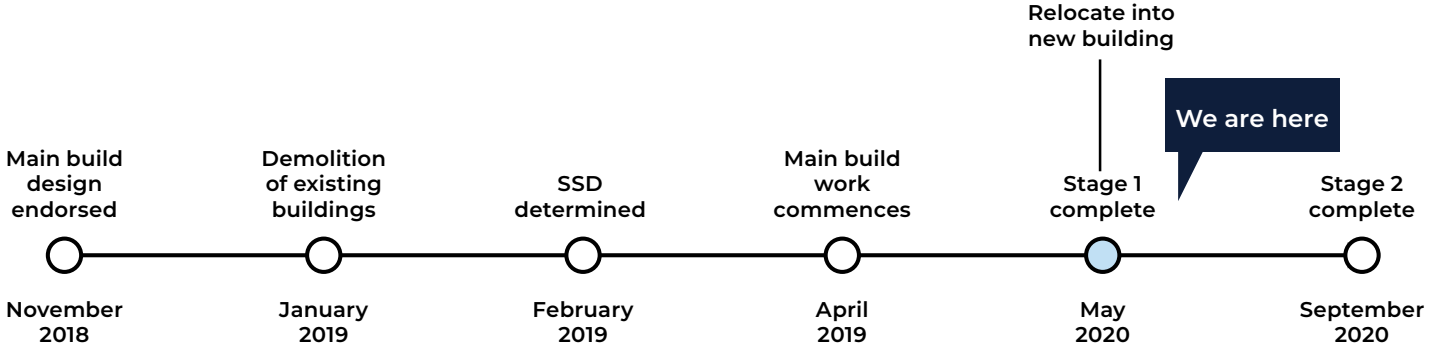 Relocate into
new building
We are here
Main build
design
endorsed
Demolition
of existing
buildings
SSD
determined
Main build
work
commences
Stage 1
complete
Stage 2
complete
November
2018
January
2019
February
2019
April
2019
May
2020
September
2020